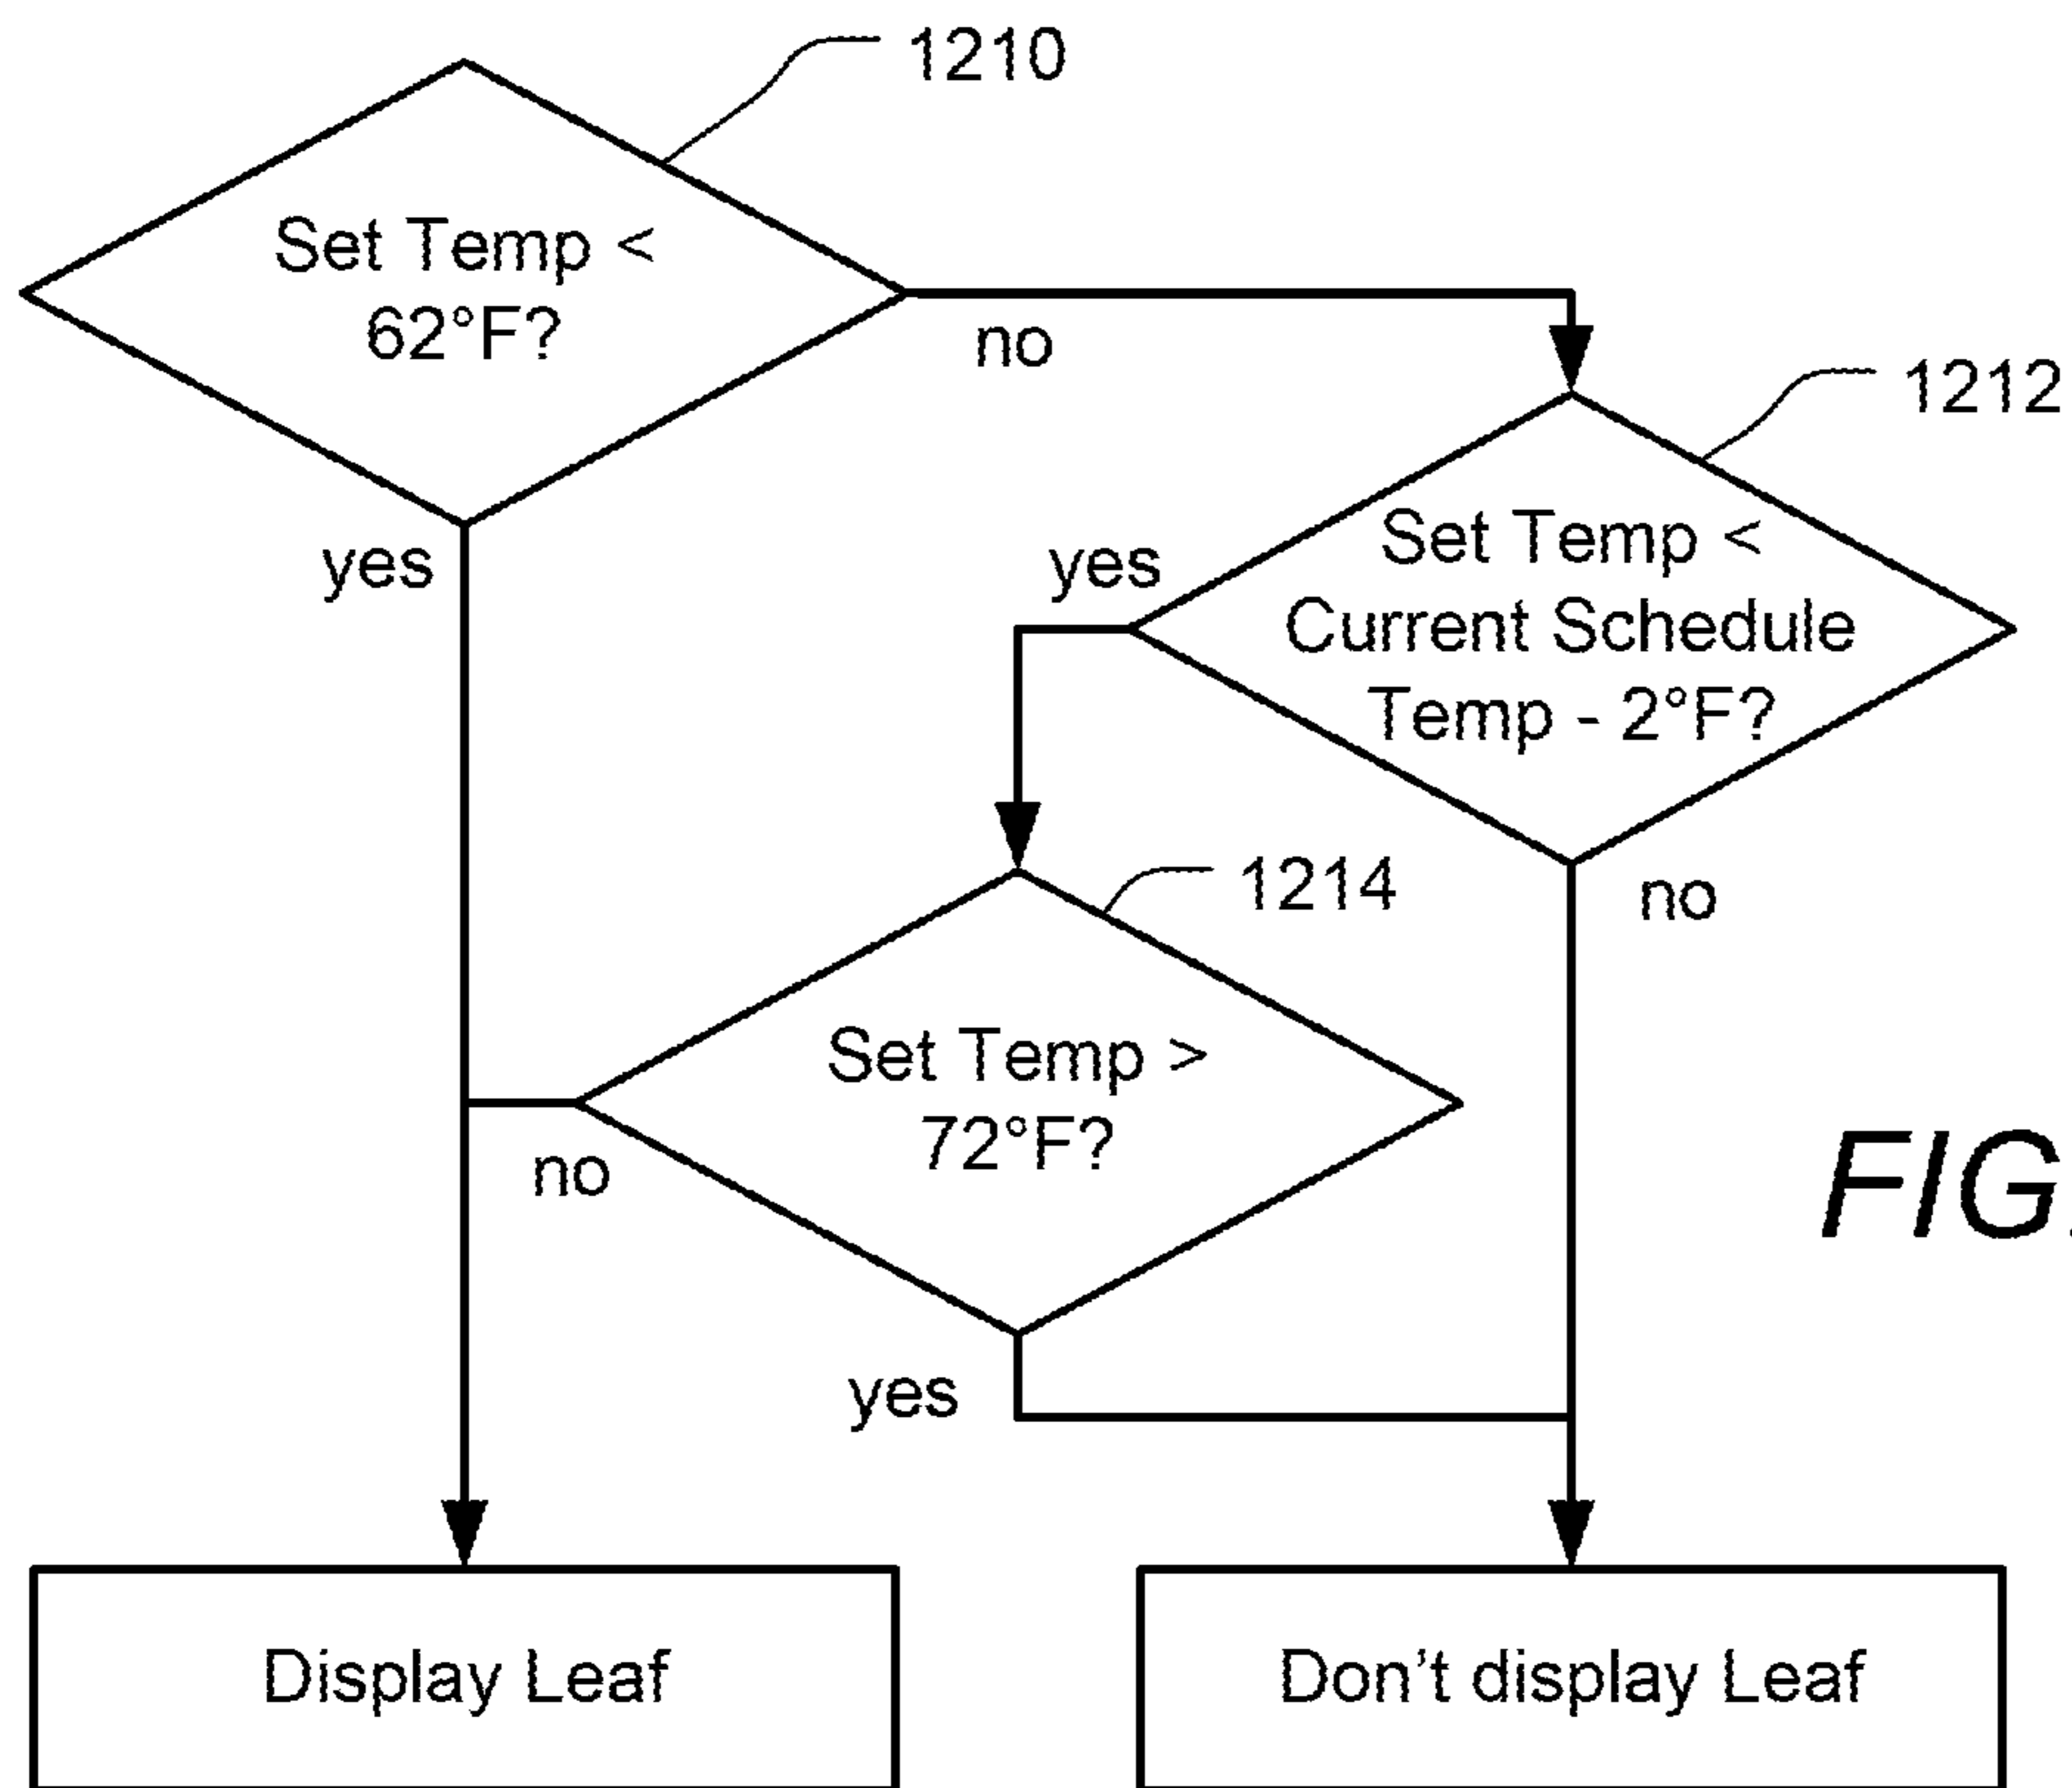 1210
Set Temp <
62°F?
no
yes
1212
Set Temp <
Current Schedule
Temp - 2°F?
yes
no
1214
Set Temp >
72°F?
no
yes
FIG.
Display Leaf
Don't display Leaf